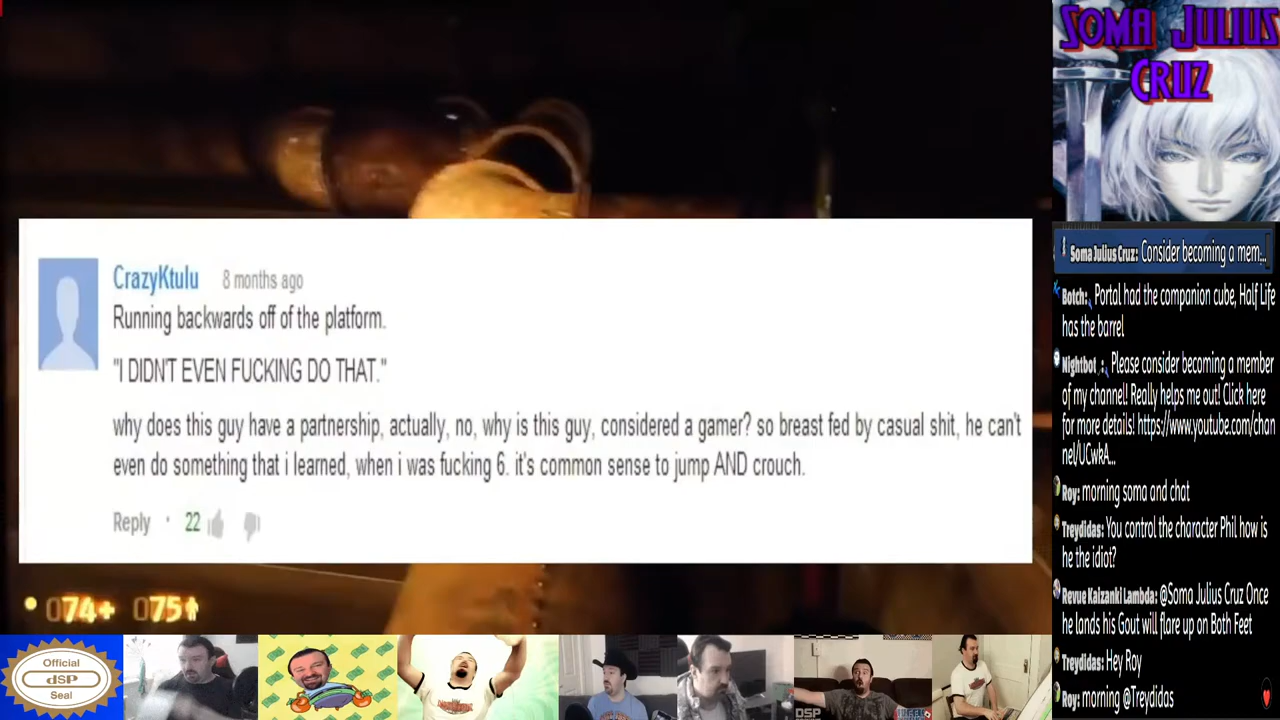 SOMA JULIUS
CRUZ
CrazyKtulu 8 months ago
Running backwards off of the platform.
"I DIDN'T EVEN FUCKING DO THAT."
why does this guy have a partnership, actually, no, why is this guy, considered a gamer? so breast fed by casual shit, he can't
even do something that i learned, when i was fucking 6. it's common sense to jump AND crouch.
Reply · 22
074+ 075
Official
dSP
Seal
DSP
Soma Julius Cruz: Consider becoming a mem...
Botch: Portal had the companion cube, Half Life
has the barrel
Nightbot : Please consider becoming a member
of my channel! Really helps me out! Click here
for more details! https://www.youtube.com/chan
nel/UCwkA...
Roy: morning soma and chat
Treydidas: You control the character Phil how is
he the idiot?
Revue Kaizanki Lambda: @Soma Julius Cruz Once
he lands his Gout will flare up on Both Feet
Treydidas: Hey Roy
Roy: morning @Treydidas